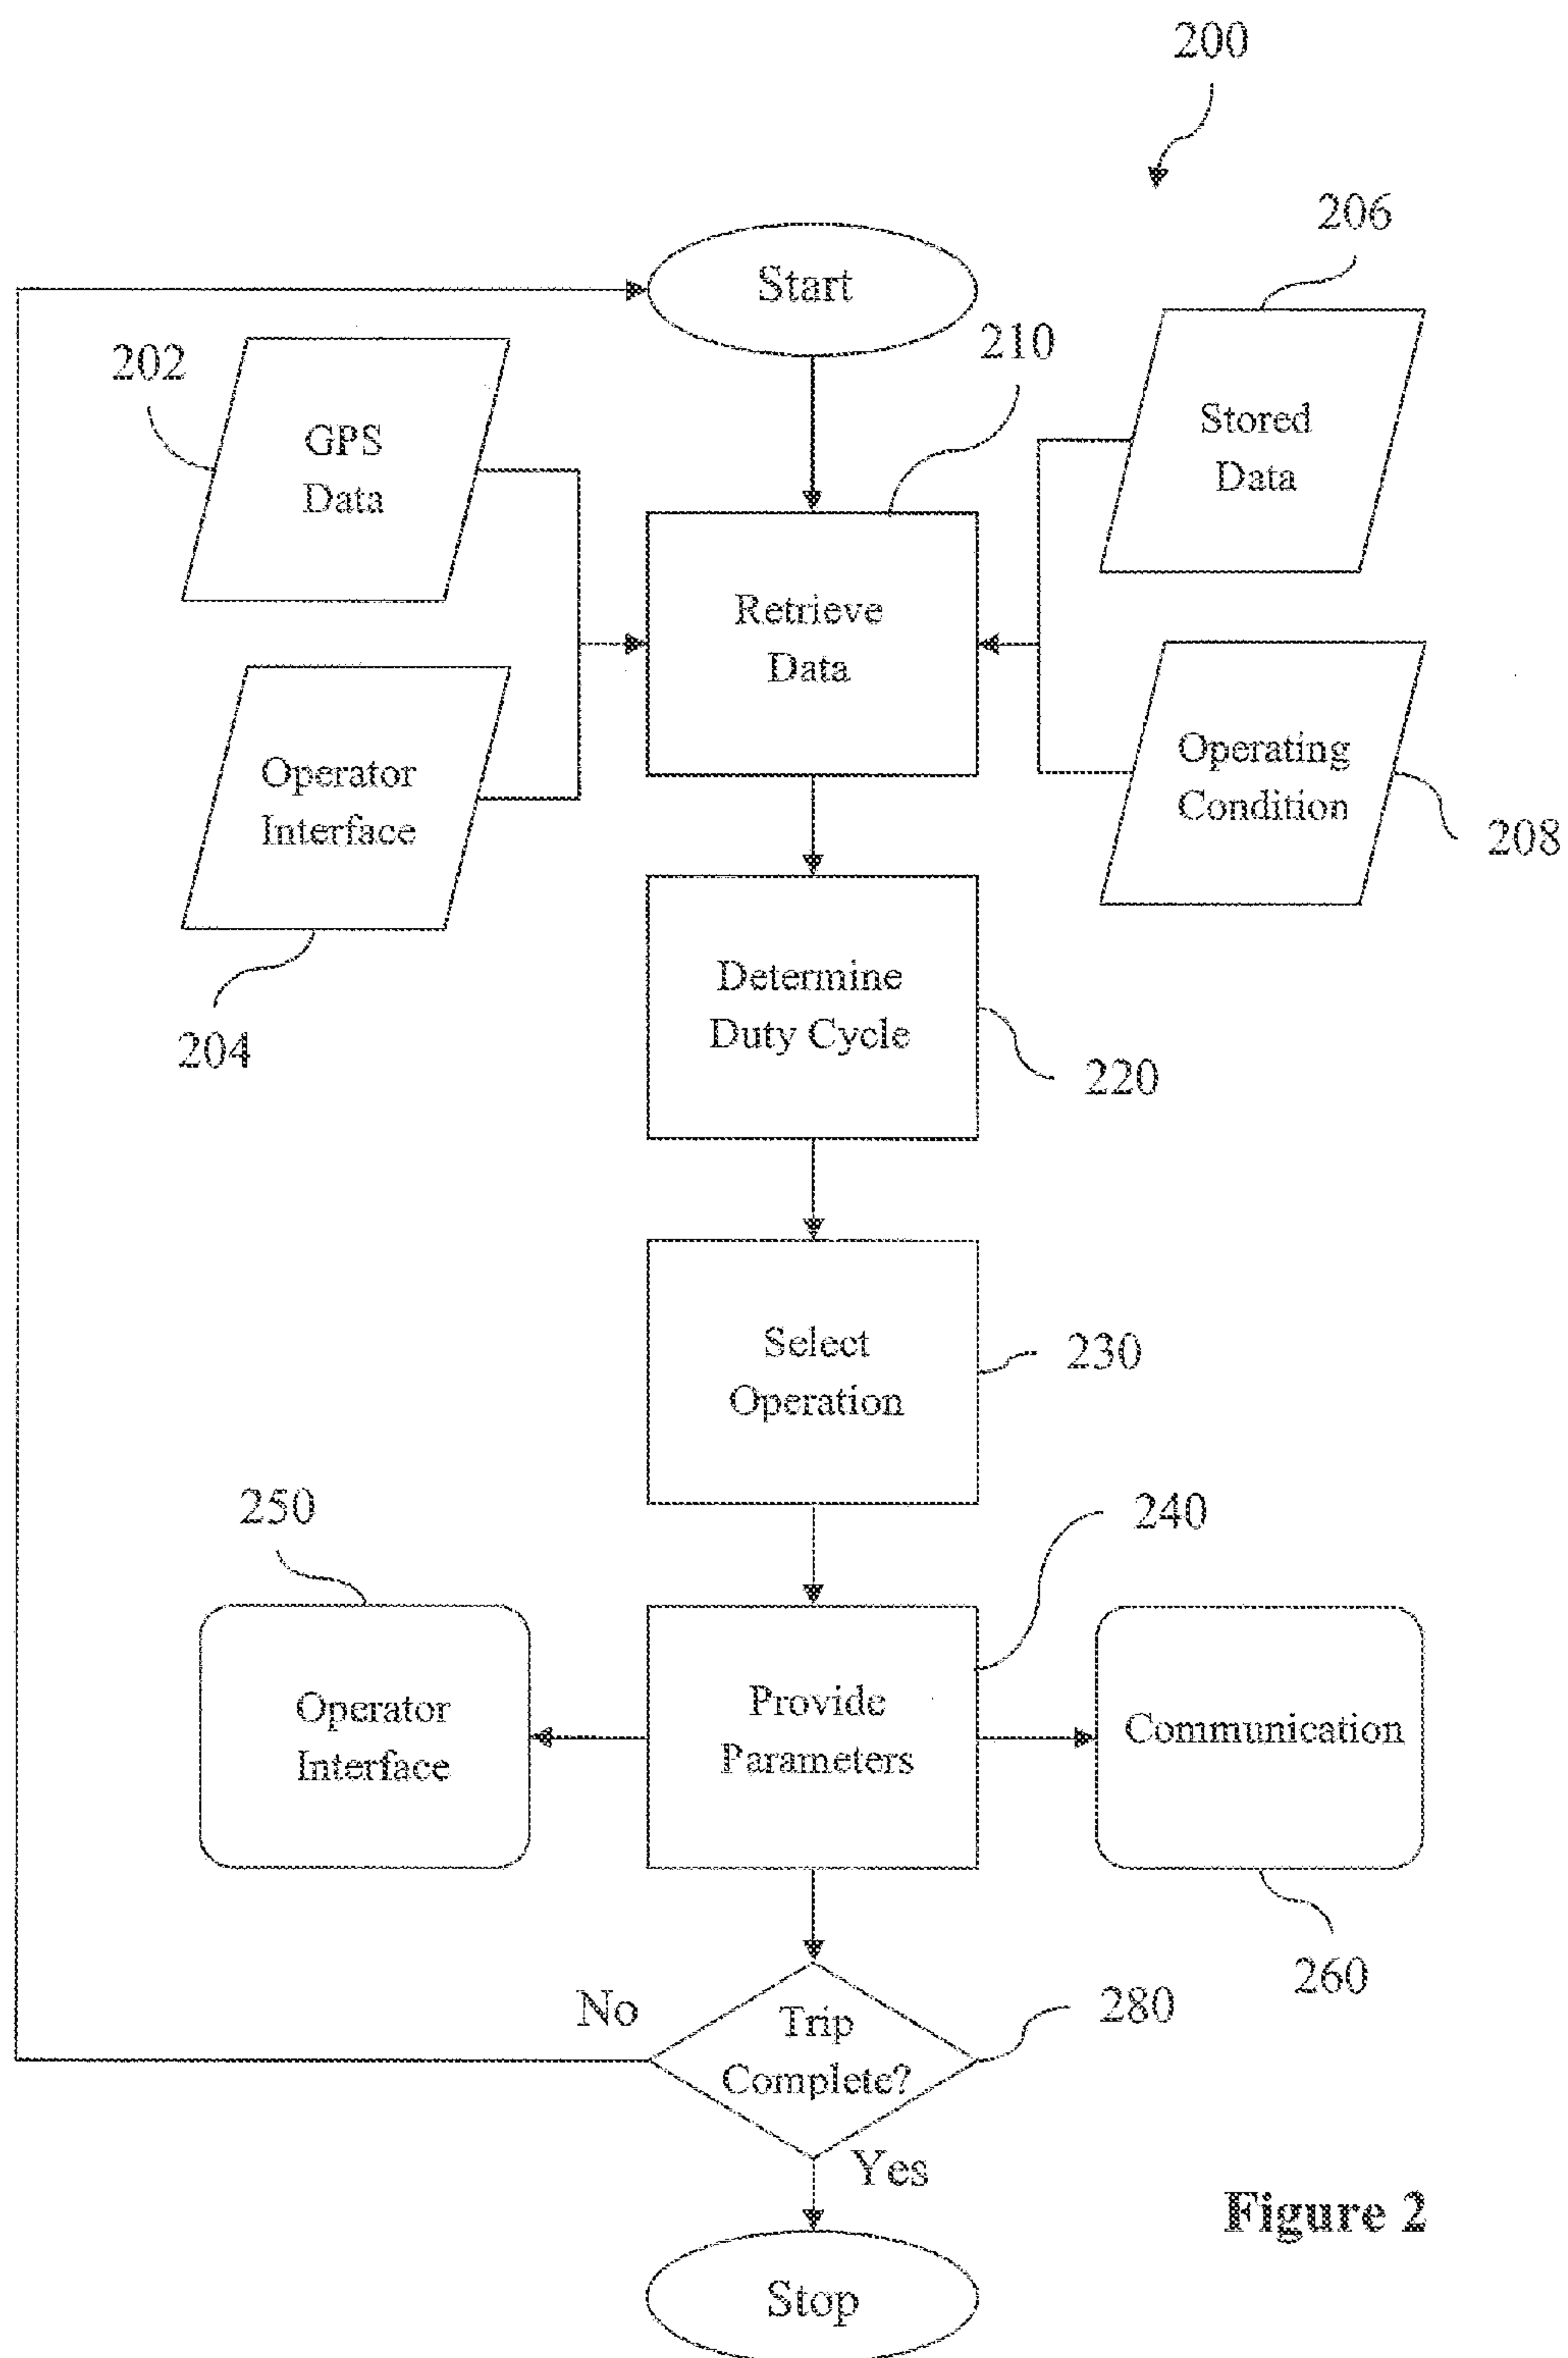 200
206
Start
210
202
GPS
Data
Stored
Data
Retrieve
Data
Operator
Interface
Operating
Condition
208
204
Determine
Duty Cycle
220
Select
Operation
230
250
240
Operator
Interface
Provide
Parameters
Communication
260
No
Trip
Complete?
280
Yes
Figure 2
Stop